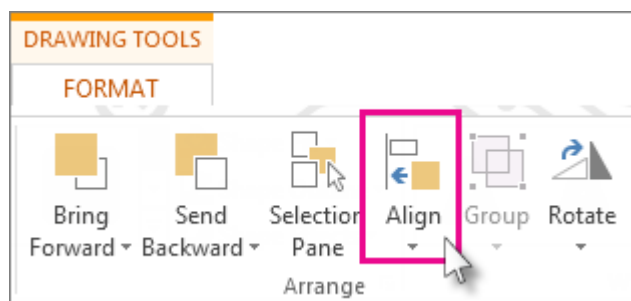 DRAWING TOOLS
FORMAT
Bring Forward
Send Backward
Selection Pane
Align
Group
Rotate
Arrange